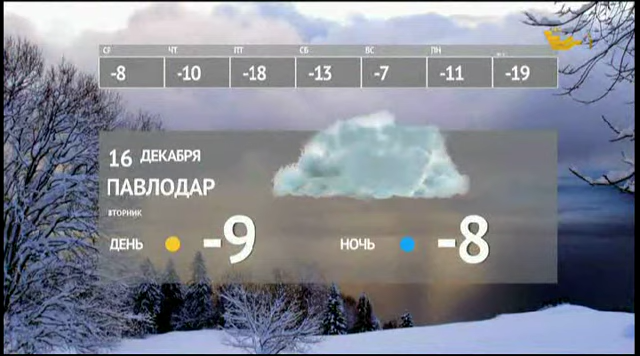 СР ЧТ ПТ СБ ВС ПН
-8 -10 -18 -13 -7 -11 -19
16 ДЕКАБРЯ
ПАВЛОДАР
ВТОРНИК
ДЕНЬ -9 НОЧЬ -8